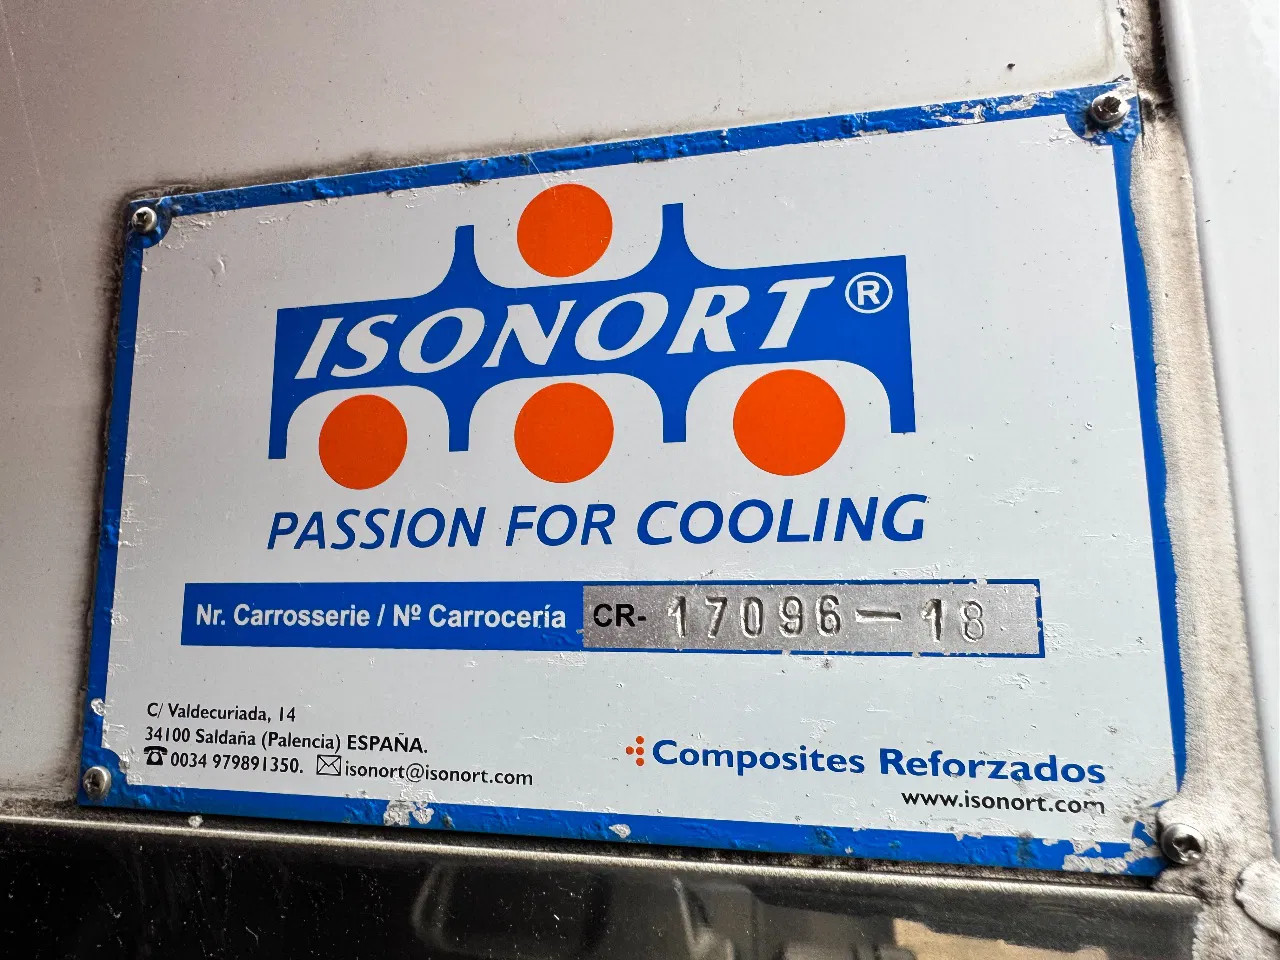 ISONORT®
PASSION FOR COOLING
Nr. Carrosserie / Nº Carrocería CR- 17096-18
C/ Valdecuriada, 14
34100 Saldaña (Palencia) ESPAÑA.
☎ 0034 979891350. ✉ isonort@isonort.com
Composites Reforzados
www.isonort.com